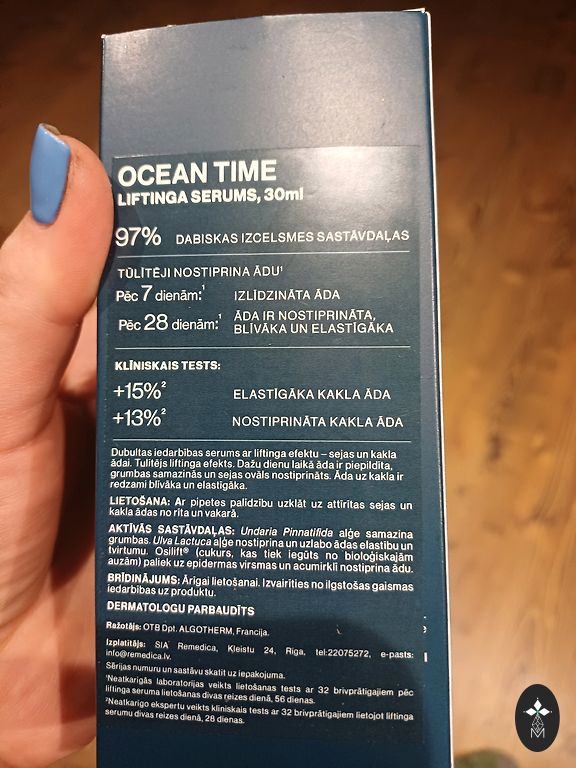 OCEAN TIME
LIFTINGA SERUMS, 30ml
97% DABISKAS IZCELSMES SASTĀVDAĻAS
TŪLĪTĒJI NOSTIPRINA ĀDU¹
Pēc 7 dienām:¹ IZLĪDZINĀTA ĀDA
Pēc 28 dienām:¹ ĀDA IR NOSTIPRINĀTA, BLĪVĀKA UN ELASTĪGĀKA
KLĪNISKAIS TESTS:
+15%² ELASTĪGĀKA KAKLA ĀDA
+13%² NOSTIPRINĀTA KAKLA ĀDA
Dubultas iedarbības serums ar liftinga efektu – sejas un kakla
ādai. Tulītējs liftinga efekts. Dažu dienu laikā āda ir piepildīta,
grumbas samazinās un sejas ovāls nostiprināts. Āda uz kakla ir
redzami blīvāka un elastīgāka.
LIETOŠANA: Ar pipetes palīdzību uzklāt uz attīrītas sejas un
kakla ādas no rīta un vakarā.
AKTĪVĀS SASTĀVDAĻAS: Undaria Pinnatifida alģe samazina
grumbas. Ulva Lactuca alģe nostiprina un uzlabo ādas elastību un
tvirtumu. Osilift® (cukurs, kas tiek iegūts no bioloģiskajām
auzām) paliek uz epidermas virsmas un acumirklī nostiprina ādu.
BRĪDINĀJUMS: Ārīgai lietošanai. Izvairīties no ilgstošas gaismas
iedarbības uz produktu.
DERMATOLOGU PARBAUDĪTS
Ražotājs: OTB Dpt. ALGOTHERM, Francija.
Izplatītājs: SIA Remedica, Kleistu 24, Riga, tel:22075272, e-pasts:
info@remedica.lv.
Sērijas numuru un sastāvu skatīt uz iepakojuma.
¹Neatkarīgās laboratorijas veikts lietošanas tests ar 32 brīvprātīgajiem pēc
liftinga seruma lietošanas divas reizes dienā, 56 dienas.
²Neatkarīgo ekspertu veikts klīniskais tests ar 32 brīvprātīgajiem lietojot liftinga
serumu divas reizes dienā, 28 dienas.